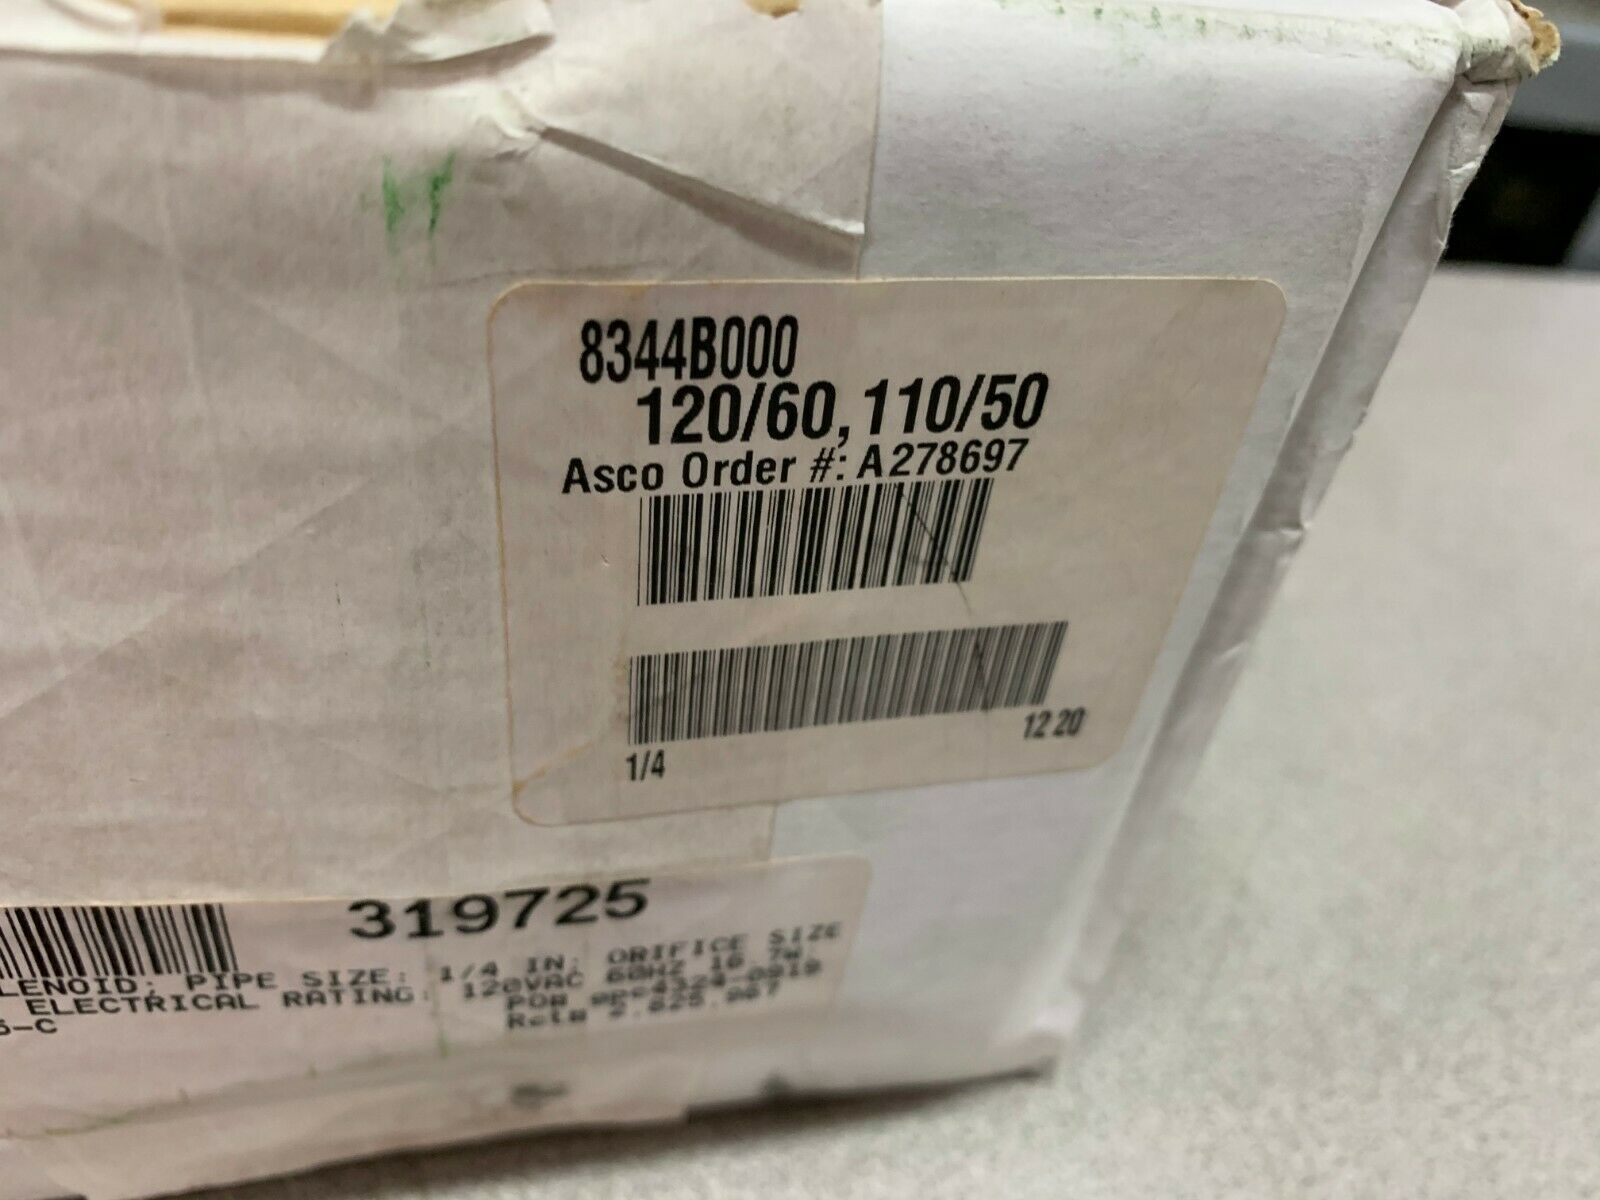 8344B000
120/60, 110/50
Asco Order #: A278697
1/4 12 20
319725
LENOID; PIPE SIZE: 1/4 IN; ORIFICE SIZE
ELECTRICAL RATING: 120VAC 60HZ
6-C